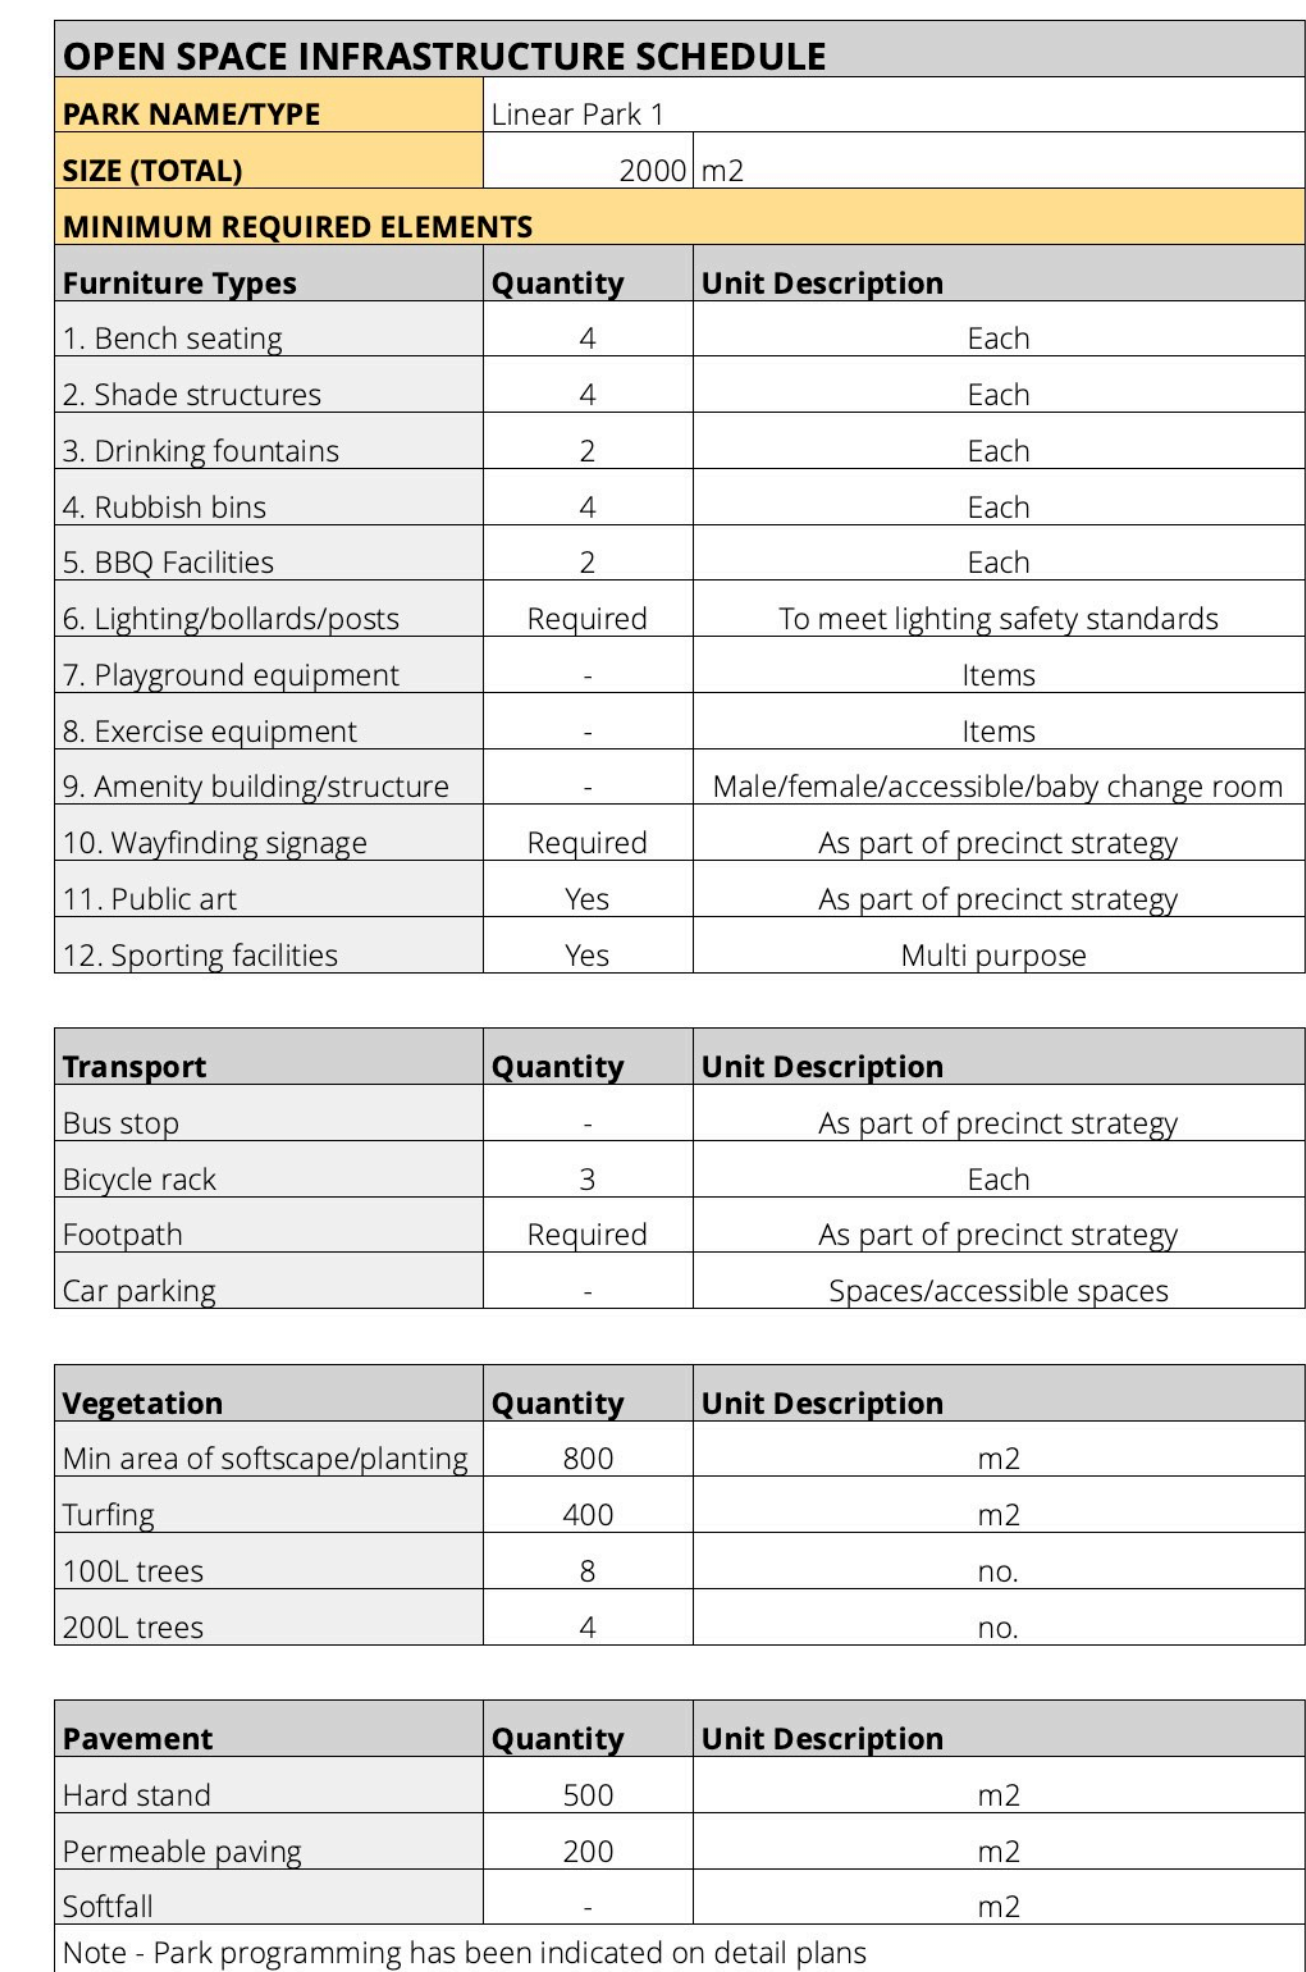 OPEN SPACE INFRASTRUCTURE SCHEDULE
PARK NAME/TYPE Linear Park 1
SIZE (TOTAL) 2000 m2
MINIMUM REQUIRED ELEMENTS
Furniture Types Quantity Unit Description
1. Bench seating 4 Each
2. Shade structures 4 Each
3. Drinking fountains 2 Each
4. Rubbish bins 4 Each
5. BBQ Facilities 2 Each
6. Lighting/bollards/posts Required To meet lighting safety standards
7. Playground equipment - Items
8. Exercise equipment - Items
9. Amenity building/structure - Male/female/accessible/baby change room
10. Wayfinding signage Required As part of precinct strategy
11. Public art Yes As part of precinct strategy
12. Sporting facilities Yes Multi purpose
Transport Quantity Unit Description
Bus stop - As part of precinct strategy
Bicycle rack 3 Each
Footpath Required As part of precinct strategy
Car parking - Spaces/accessible spaces
Vegetation Quantity Unit Description
Min area of softscape/planting 800 m2
Turfing 400 m2
100L trees 8 no.
200L trees 4 no.
Pavement Quantity Unit Description
Hard stand 500 m2
Permeable paving 200 m2
Softfall - m2
Note - Park programming has been indicated on detail plans